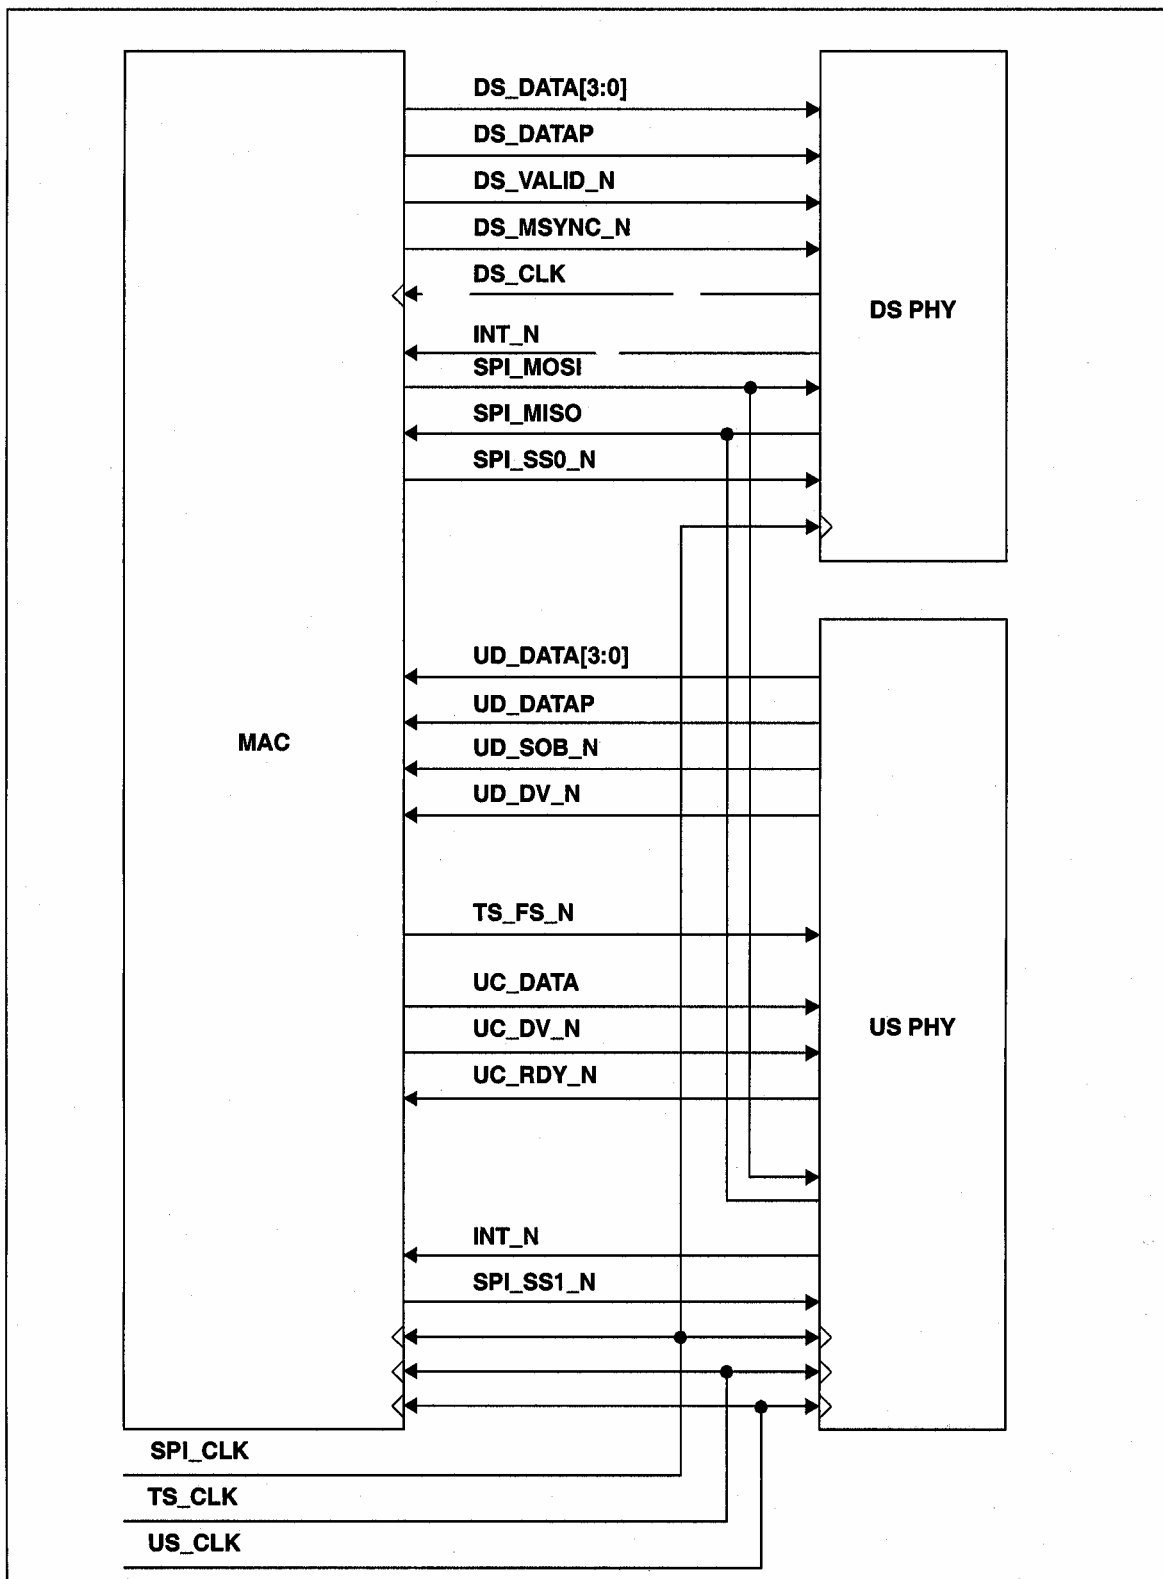 DS_DATA[3:0]
DS_DATAP
DS_VALID_N
DS_MSYNC_N
DS_CLK
DS PHY
INT_N
SPI_MOSI
SPI_MISO
SPI_SS0_N
UD_DATA[3:0]
UD_DATAP
MAC
UD_SOB_N
UD_DV_N
TS_FS_N
UC_DATA
UC_DV_N
US PHY
UC_RDY_N
INT_N
SPI_SS1_N
SPI_CLK
TS_CLK
US_CLK